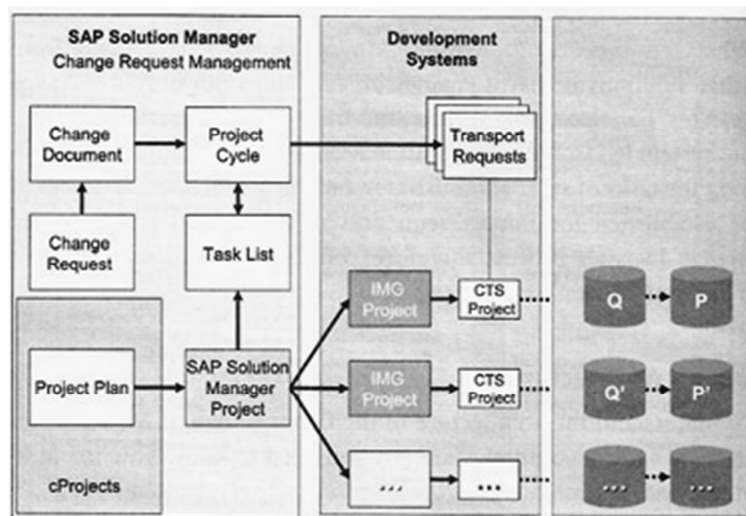 SAP Solution Manager
Change Request Management
Development
Systems
Change
Document
Project
Cycle
Transport
Requests
Change
Request
Task List
IMG
Project
CTS
Project
Q
P
Project Plan
SAP Solution
Manager
Project
IMG
Project
CTS
Project
Q'
P'
cProjects
...
...
...
...